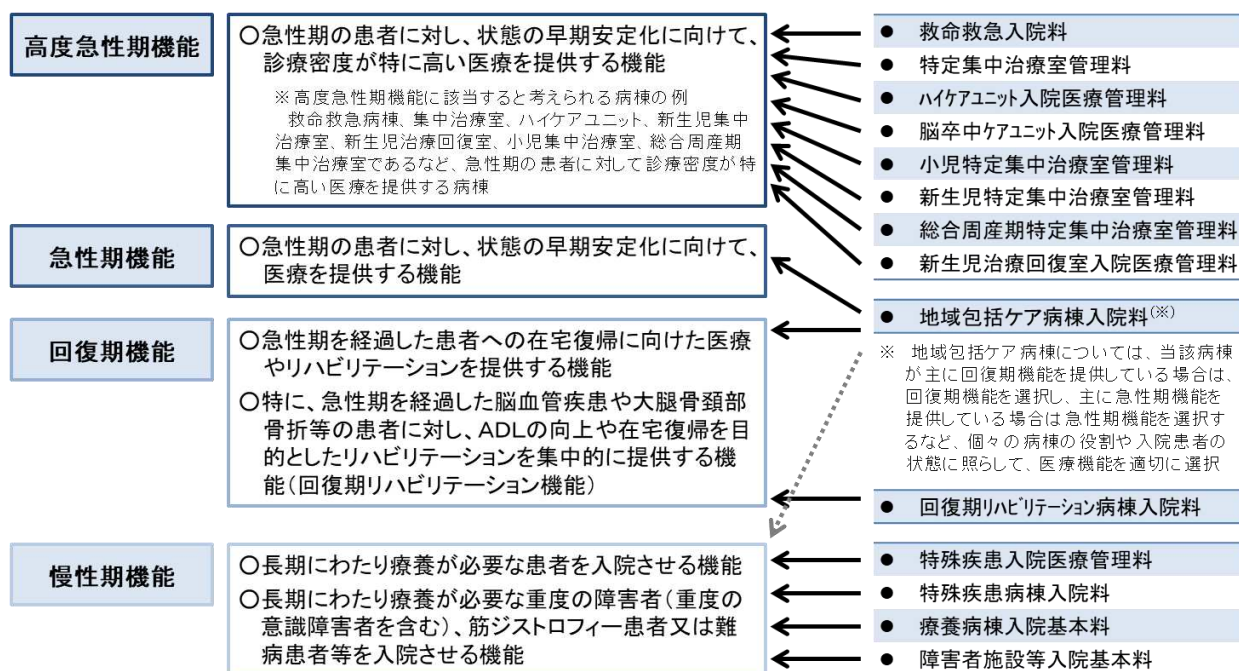 高度急性期機能
○急性期の患者に対し、状態の早期安定化に向けて、
診療密度が特に高い医療を提供する機能
※高度急性期機能に該当すると考えられる病棟の例
救命救急病棟、集中治療室、ハイケアユニット、新生児集中
治療室、新生児治療回復室、小児集中治療室、総合周産期
集中治療室であるなど、急性期の患者に対して診療密度が特
に高い医療を提供する病棟
急性期機能
○急性期の患者に対し、状態の早期安定化に向けて、
医療を提供する機能
回復期機能
○急性期を経過した患者への在宅復帰に向けた医療
やリハビリテーションを提供する機能
○特に、急性期を経過した脳血管疾患や大腿骨頚部
骨折等の患者に対し、ADLの向上や在宅復帰を目
的としたリハビリテーションを集中的に提供する機
能(回復期リハビリテーション機能)
慢性期機能
○長期にわたり療養が必要な患者を入院させる機能
○長期にわたり療養が必要な重度の障害者(重度の
意識障害者を含む)、筋ジストロフィー患者又は難
病患者等を入院させる機能
● 救命救急入院料
● 特定集中治療室管理料
● ハイケアユニット入院医療管理料
● 脳卒中ケアユニット入院医療管理料
● 小児特定集中治療室管理料
● 新生児特定集中治療室管理料
● 総合周産期特定集中治療室管理料
● 新生児治療回復室入院医療管理料
● 地域包括ケア病棟入院料(※)
※ 地域包括ケア病棟については、当該病棟
が主に回復期機能を提供している場合は、
回復期機能を選択し、主に急性期機能を
提供している場合は急性期機能を選択す
るなど、個々の病棟の役割や入院患者の
状態に照らして、医療機能を適切に選択
● 回復期リハビリテーション病棟入院料
● 特殊疾患入院医療管理料
● 特殊疾患病棟入院料
● 療養病棟入院基本料
● 障害者施設等入院基本料